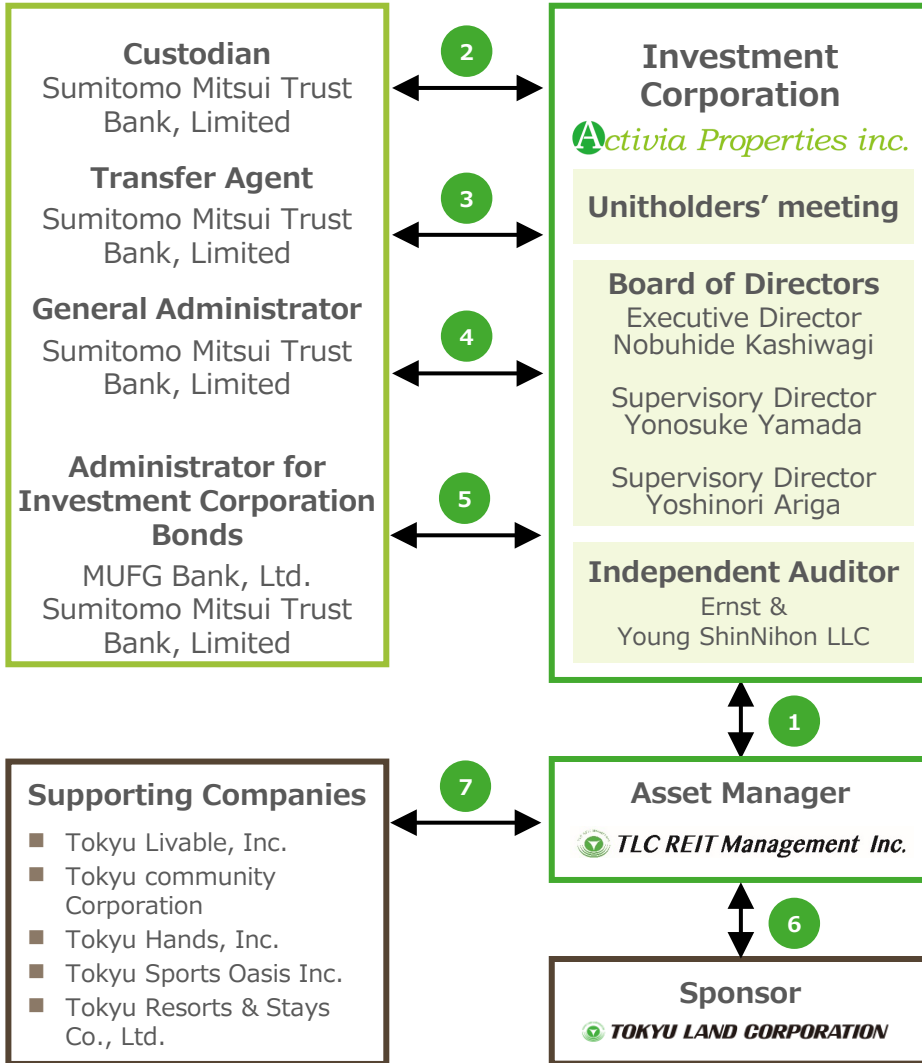 Custodian
Sumitomo Mitsui Trust
Bank, Limited
2
Transfer Agent
Sumitomo Mitsui Trust
Bank, Limited
3
General Administrator
Sumitomo Mitsui Trust
Bank, Limited
4
Administrator for
Investment Corporation
Bonds
MUFG Bank, Ltd.
Sumitomo Mitsui Trust
Bank, Limited
5
Investment
Corporation
Activia Properties inc.
Unitholders’ meeting
Board of Directors
Executive Director
Nobuhide Kashiwagi
Supervisory Director
Yonosuke Yamada
Supervisory Director
Yoshinori Ariga
Independent Auditor
Ernst &
Young ShinNihon LLC
1
Supporting Companies
■ Tokyu Livable, Inc.
■ Tokyu community
Corporation
■ Tokyu Hands, Inc.
■ Tokyu Sports Oasis Inc.
■ Tokyu Resorts & Stays
Co., Ltd.
7
Asset Manager
TLC REIT Management Inc.
6
Sponsor
TOKYU LAND CORPORATION